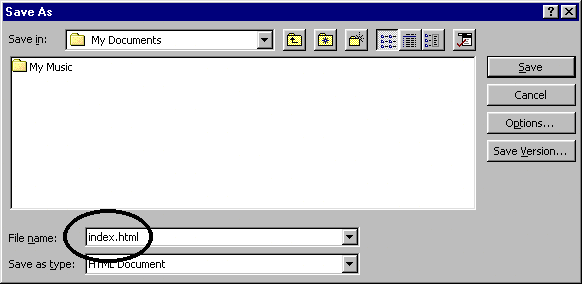 Save As
Save in: My Documents
My Music
Save
Cancel
Options...
Save Version...
File name: index.html
Save as type: HTML Document